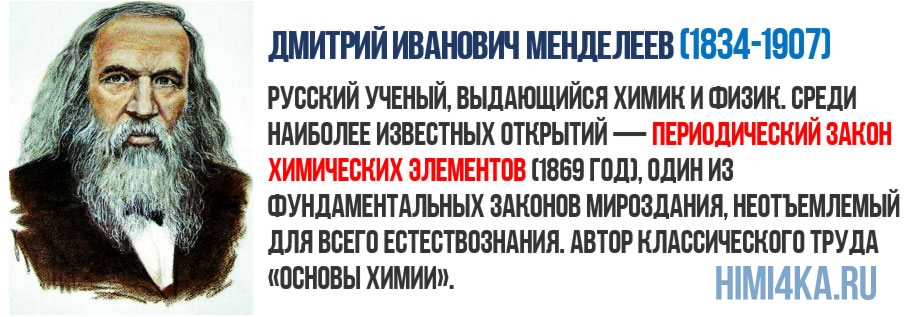 ДМИТРИЙ ИВАНОВИЧ МЕНДЕЛЕЕВ (1834-1907)
РУССКИЙ УЧЕНЫЙ, ВЫДАЮЩИЙСЯ ХИМИК И ФИЗИК. СРЕДИ
НАИБОЛЕЕ ИЗВЕСТНЫХ ОТКРЫТИЙ — ПЕРИОДИЧЕСКИЙ ЗАКОН
ХИМИЧЕСКИХ ЭЛЕМЕНТОВ (1869 ГОД), ОДИН ИЗ
ФУНДАМЕНТАЛЬНЫХ ЗАКОНОВ МИРОЗДАНИЯ, НЕОТЪЕМЛЕМЫЙ
ДЛЯ ВСЕГО ЕСТЕСТВОЗНАНИЯ. АВТОР КЛАССИЧЕСКОГО ТРУДА
«ОСНОВЫ ХИМИИ».
HIMI4KA.RU